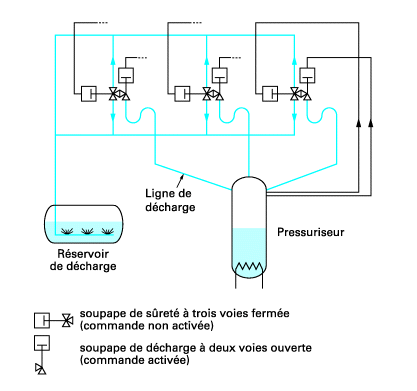 Ligne de
décharge
Pressuriseur
Réservoir
de décharge
soupape de sûreté à trois voies fermée
(commande non activée)
soupape de décharge à deux voies ouverte
(commande activée)